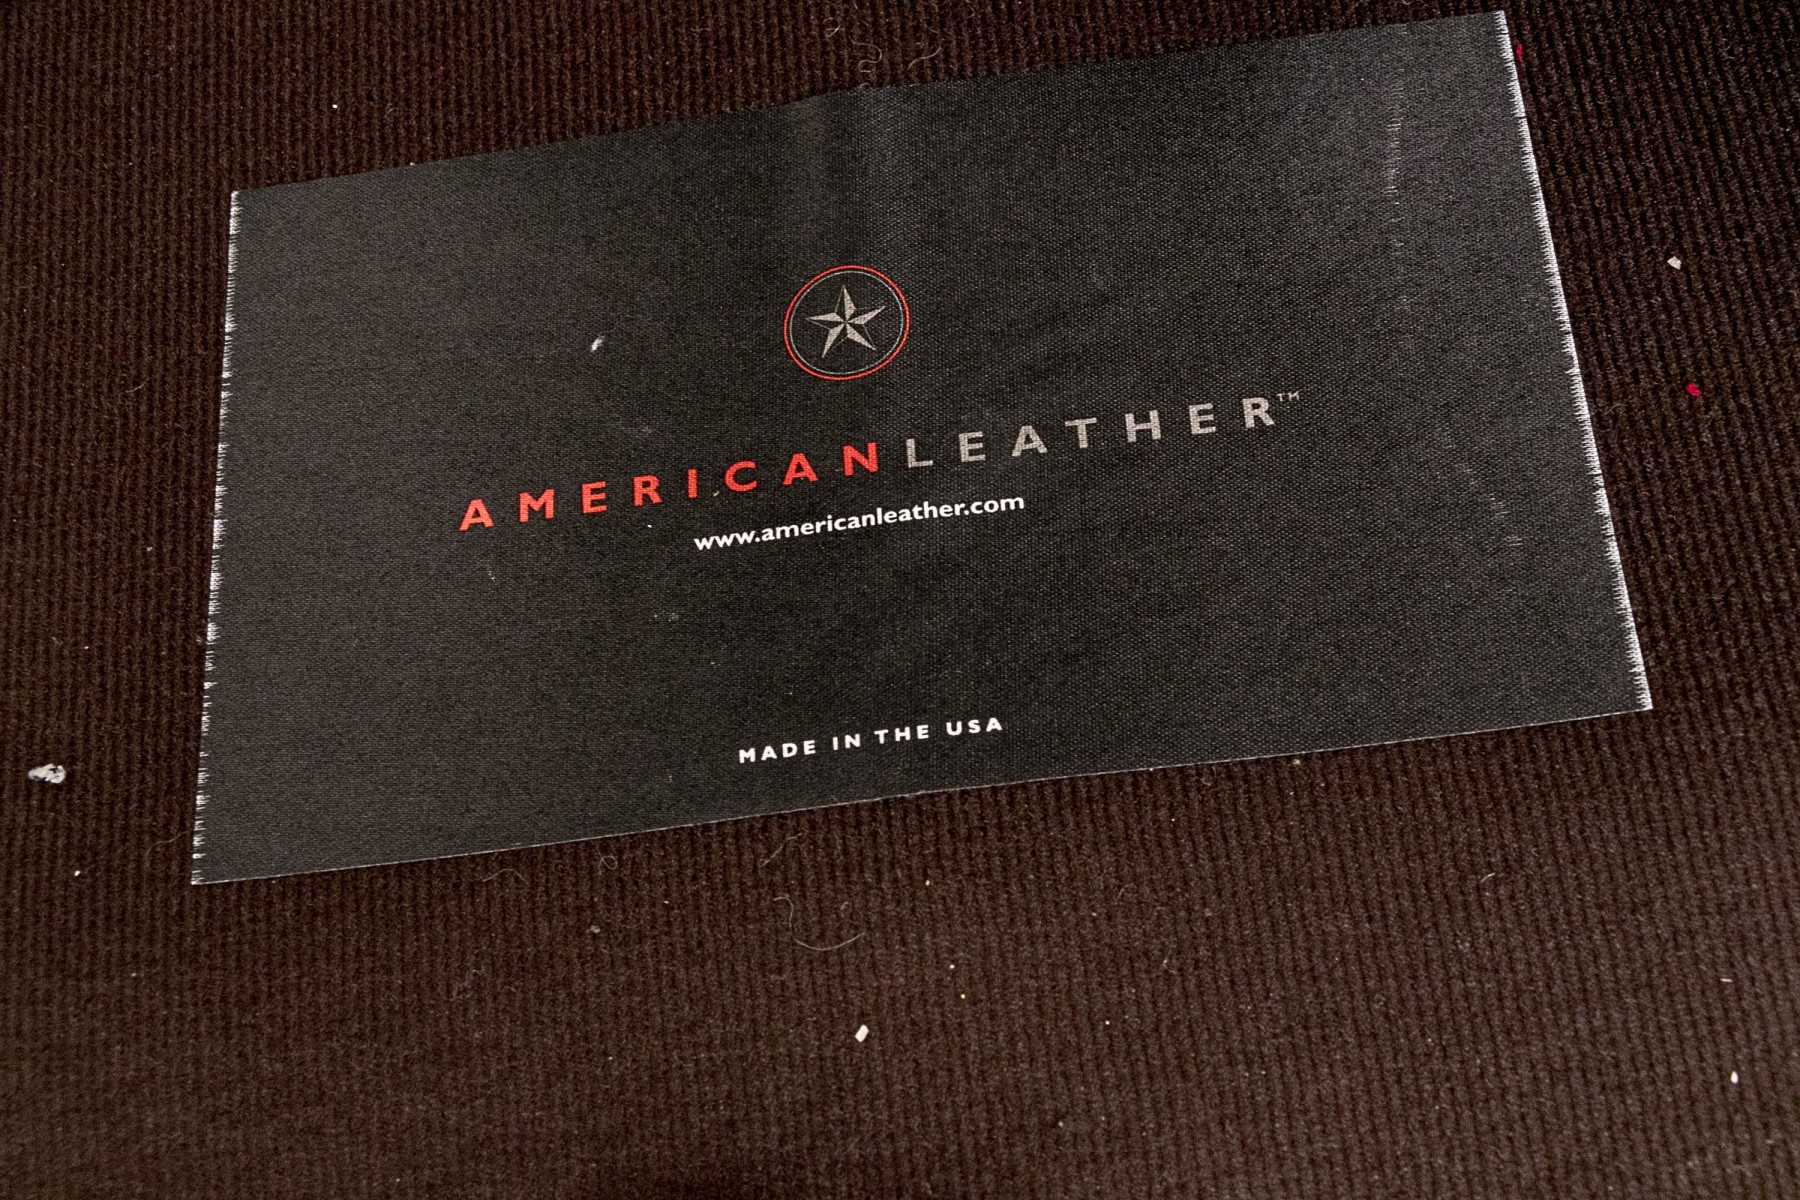 AMERICANLEATHER™
www.americanleather.com
MADE IN THE USA